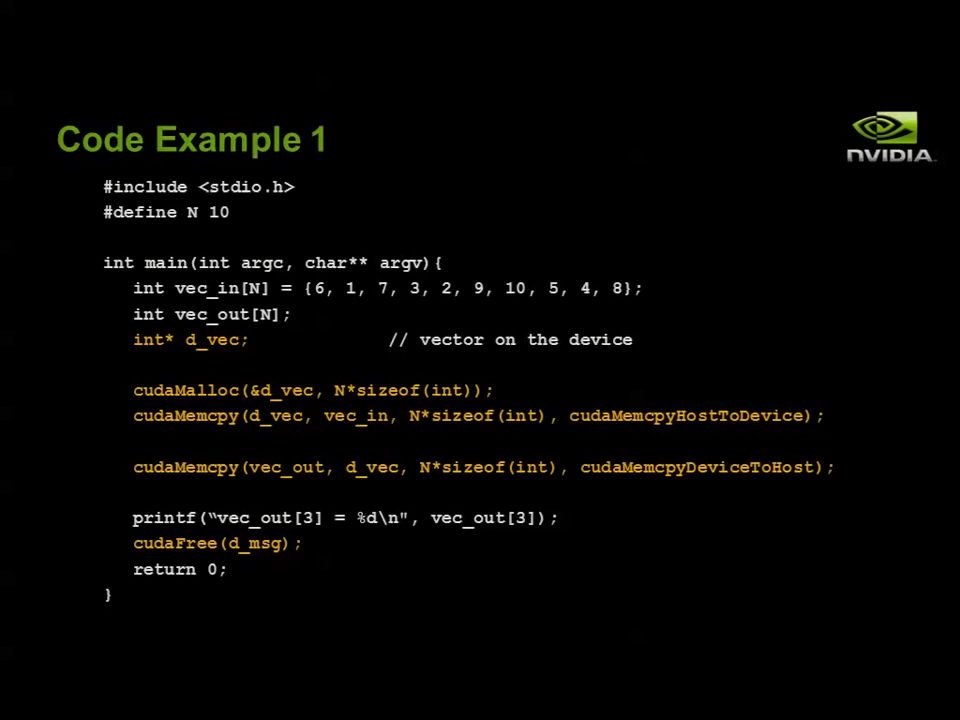 Code Example 1
NVIDIA.
#include <stdio.h>
#define N 10
int main(int argc, char** argv){
int vec_in[N] = {6, 1, 7, 3, 2, 9, 10, 5, 4, 8};
int vec_out[N];
int* d_vec; // vector on the device
cudaMalloc(&d_vec, N*sizeof(int));
cudaMemcpy(d_vec, vec_in, N*sizeof(int), cudaMemcpyHostToDevice);
cudaMemcpy(vec_out, d_vec, N*sizeof(int), cudaMemcpyDeviceToHost);
printf(“vec_out[3] = %d\n", vec_out[3]);
cudaFree(d_msg);
return 0;
}